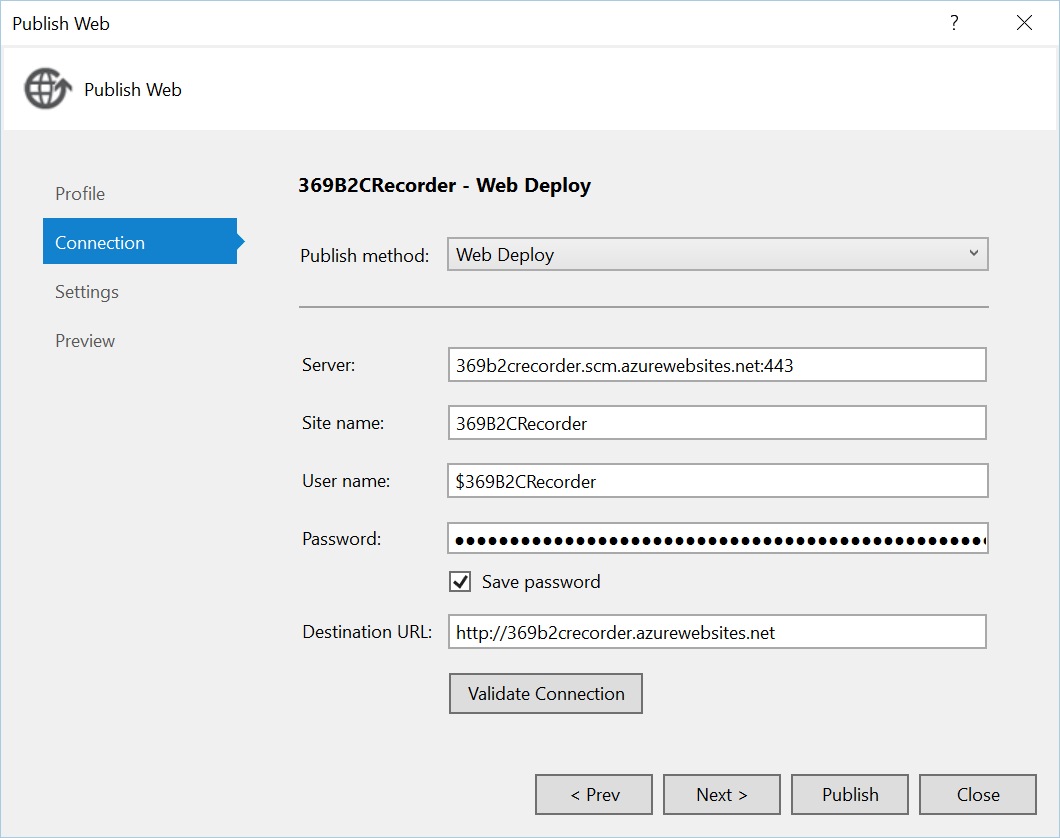 Publish Web
?
Publish Web
Profile
Connection
Settings
Preview
369B2CRecorder - Web Deploy
Publish method: Web Deploy
Server: 369b2crecorder.scm.azurewebsites.net:443
Site name: 369B2CRecorder
User name: $369B2CRecorder
Password:
Save password
Destination URL: http://369b2crecorder.azurewebsites.net
Validate Connection
< Prev Next > Publish Close